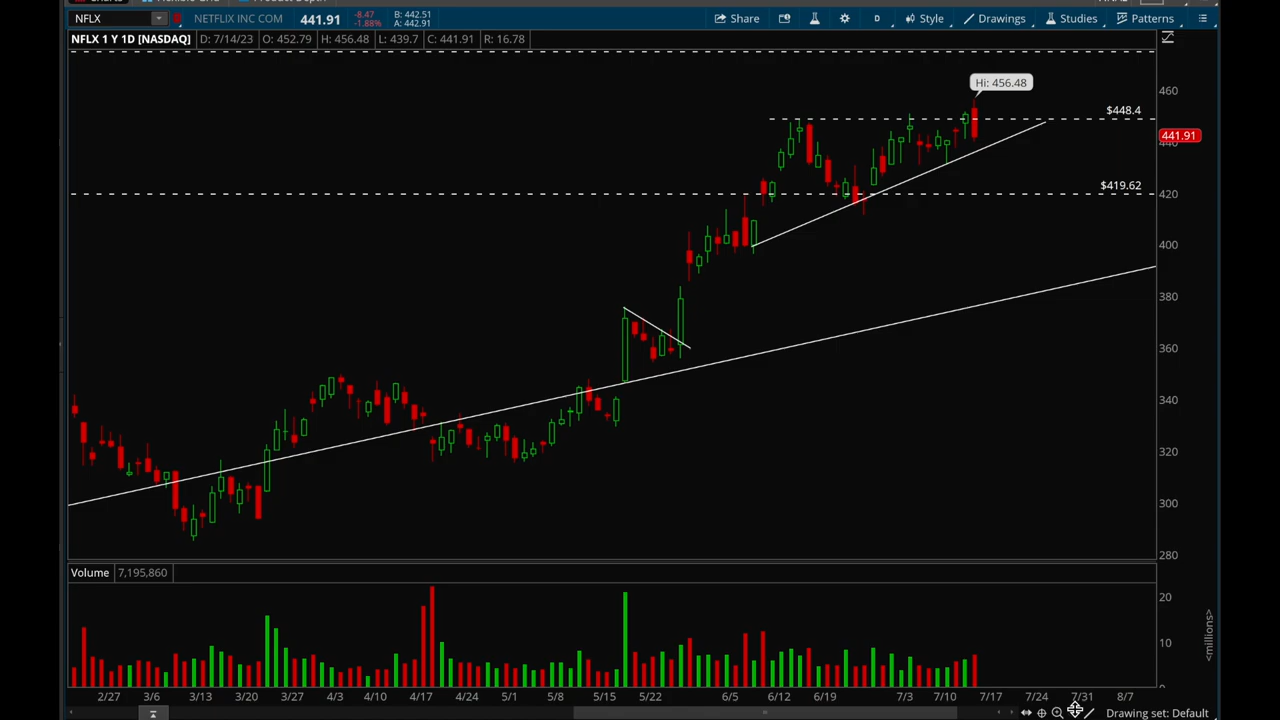 NFLX NETFLIX INC COM 441.91 -8.47 -1.88% B: 442.51 A: 442.91 Share D Style Drawings Studies Patterns
NFLX 1 Y 1D [NASDAQ] D: 7/14/23 O: 452.79 H: 456.48 L: 439.7 C: 441.91 R: 16.78
Hi: 456.48
460
$448.4
441.91
440
$419.62
420
400
380
360
340
320
300
280
Volume 7,195,860
20
10
0
<millions>
2/27 3/6 3/13 3/20 3/27 4/3 4/10 4/17 4/24 5/1 5/8 5/15 5/22 6/5 6/12 6/19 7/3 7/10 7/17 7/24 7/31 8/7
Drawing set: Default